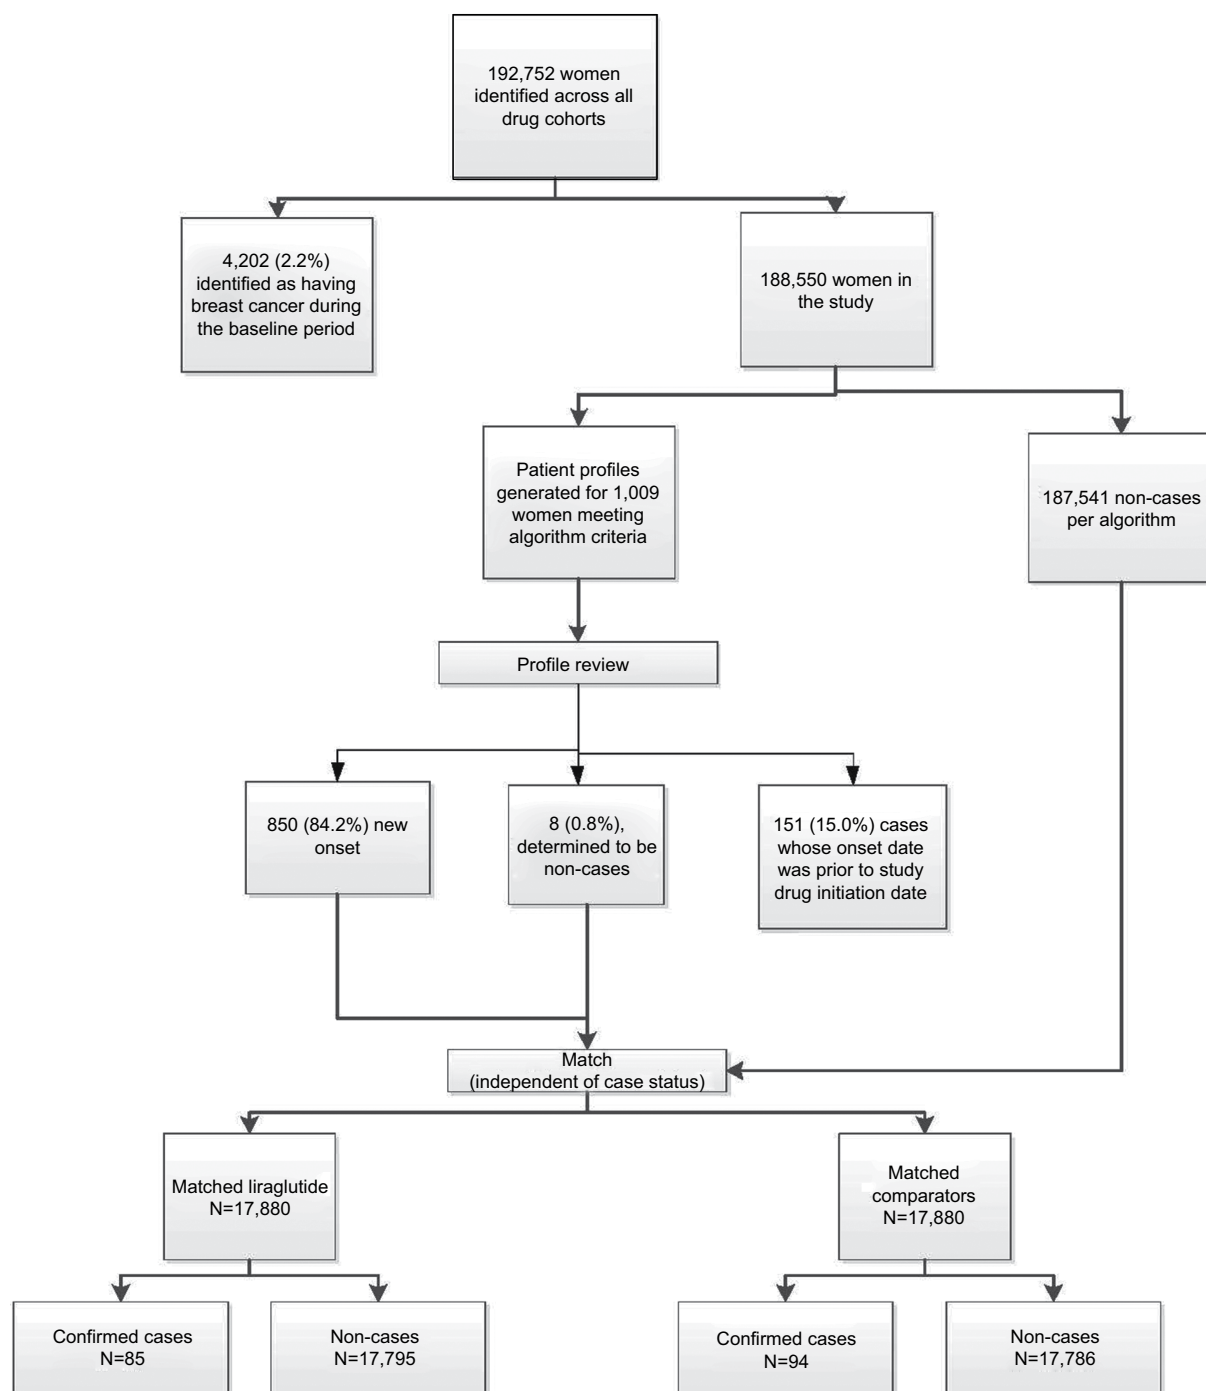 192,752 women
identified across all
drug cohorts
4,202 (2.2%)
identified as having
breast cancer during
the baseline period
188,550 women in
the study
Patient profiles
generated for 1,009
women meeting
algorithm criteria
187,541 non-cases
per algorithm
Profile review
850 (84.2%) new
onset
8 (0.8%),
determined to be
non-cases
151 (15.0%) cases
whose onset date
was prior to study
drug initiation date
Match
(independent of case status)
Matched liraglutide
N=17,880
Matched
comparators
N=17,880
Confirmed cases
N=85
Non-cases
N=17,795
Confirmed cases
N=94
Non-cases
N=17,786